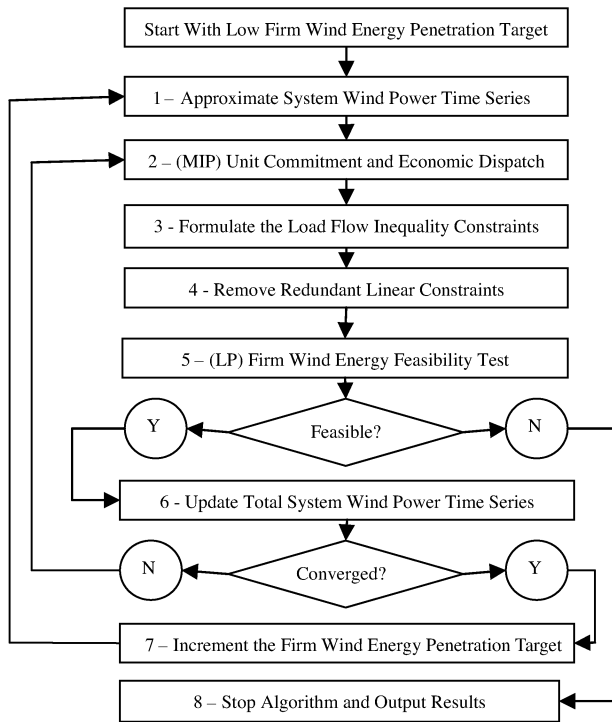 Start With Low Firm Wind Energy Penetration Target
1 – Approximate System Wind Power Time Series
2 – (MIP) Unit Commitment and Economic Dispatch
3 - Formulate the Load Flow Inequality Constraints
4 - Remove Redundant Linear Constraints
5 – (LP) Firm Wind Energy Feasibility Test
Y
Feasible?
N
6 - Update Total System Wind Power Time Series
N
Converged?
Y
7 – Increment the Firm Wind Energy Penetration Target
8 – Stop Algorithm and Output Results